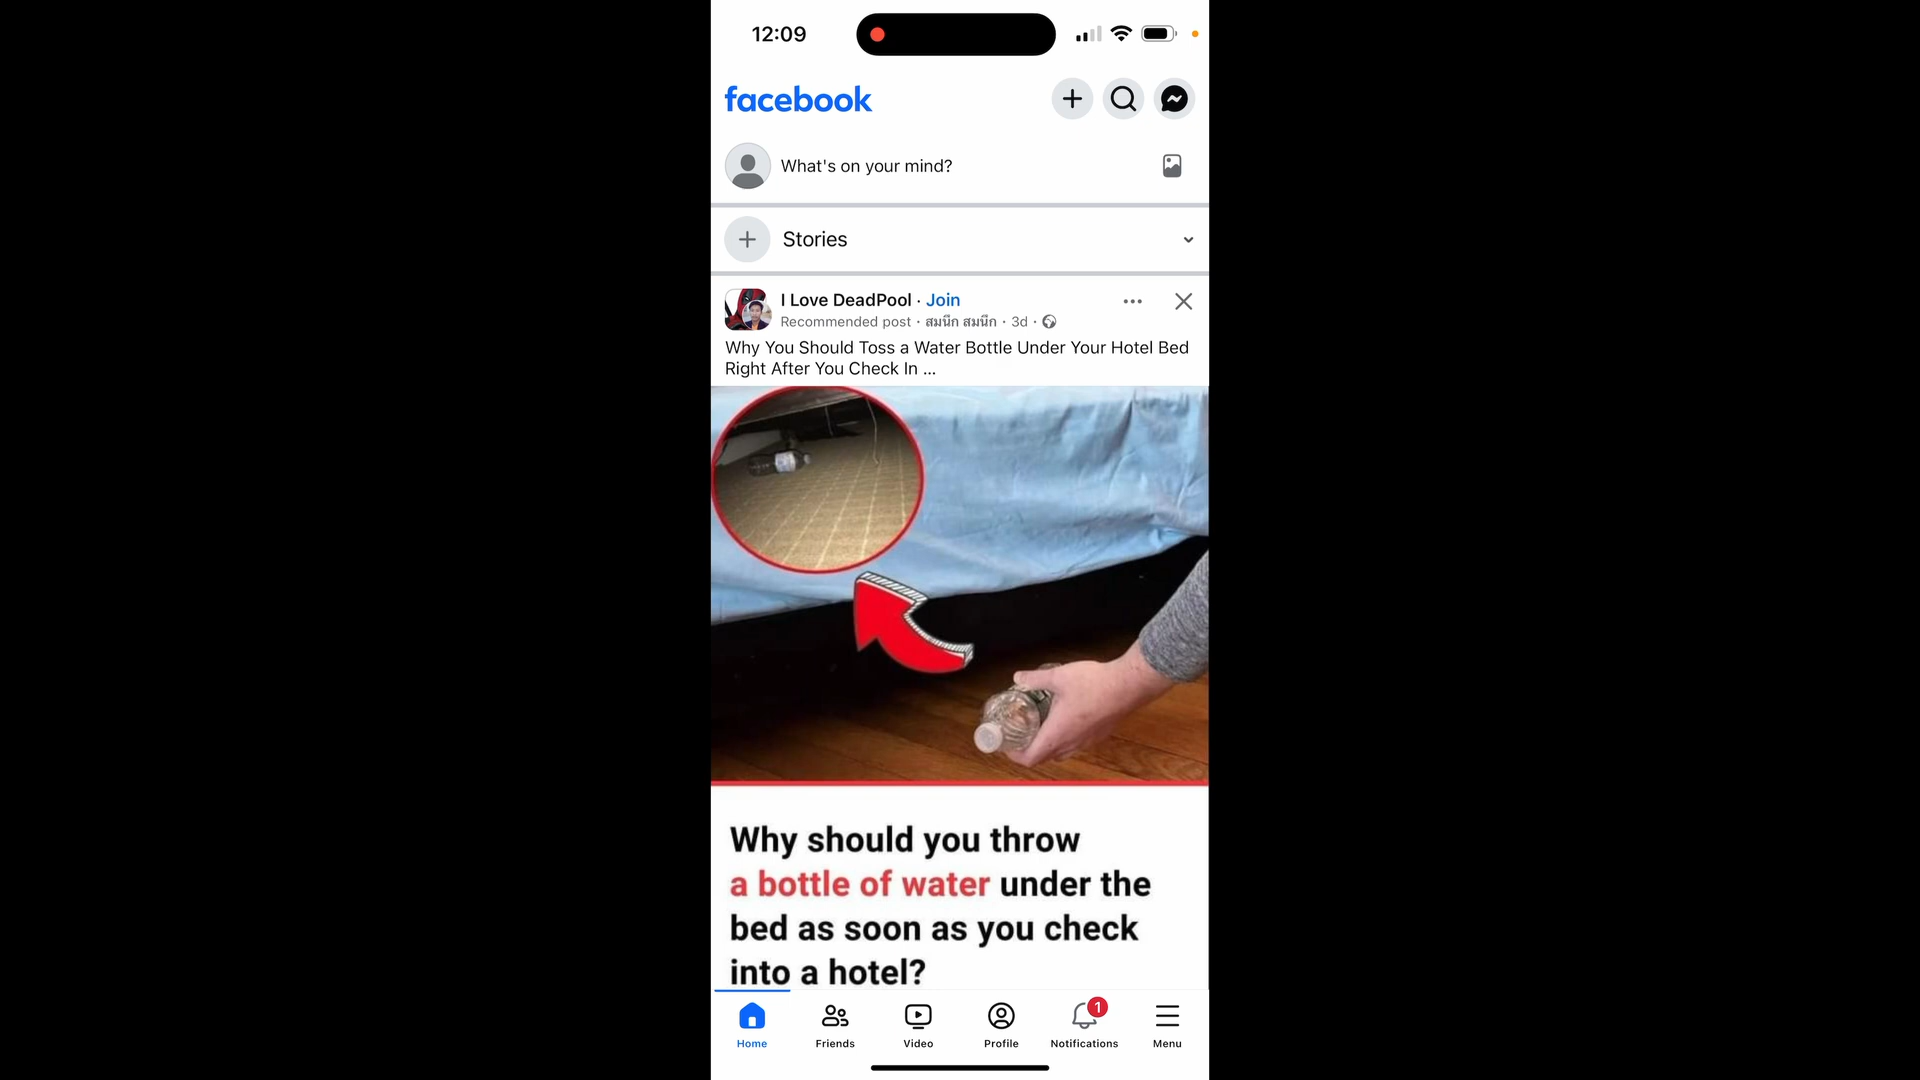 12:09
facebook
What's on your mind?
Stories
I Love DeadPool · Join
Recommended post · สมนึก สมนึก · 3d ·
Why You Should Toss a Water Bottle Under Your Hotel Bed
Right After You Check In ...
Why should you throw
a bottle of water under the
bed as soon as you check
into a hotel?
1
Home
Friends
Video
Profile
Notifications
Menu